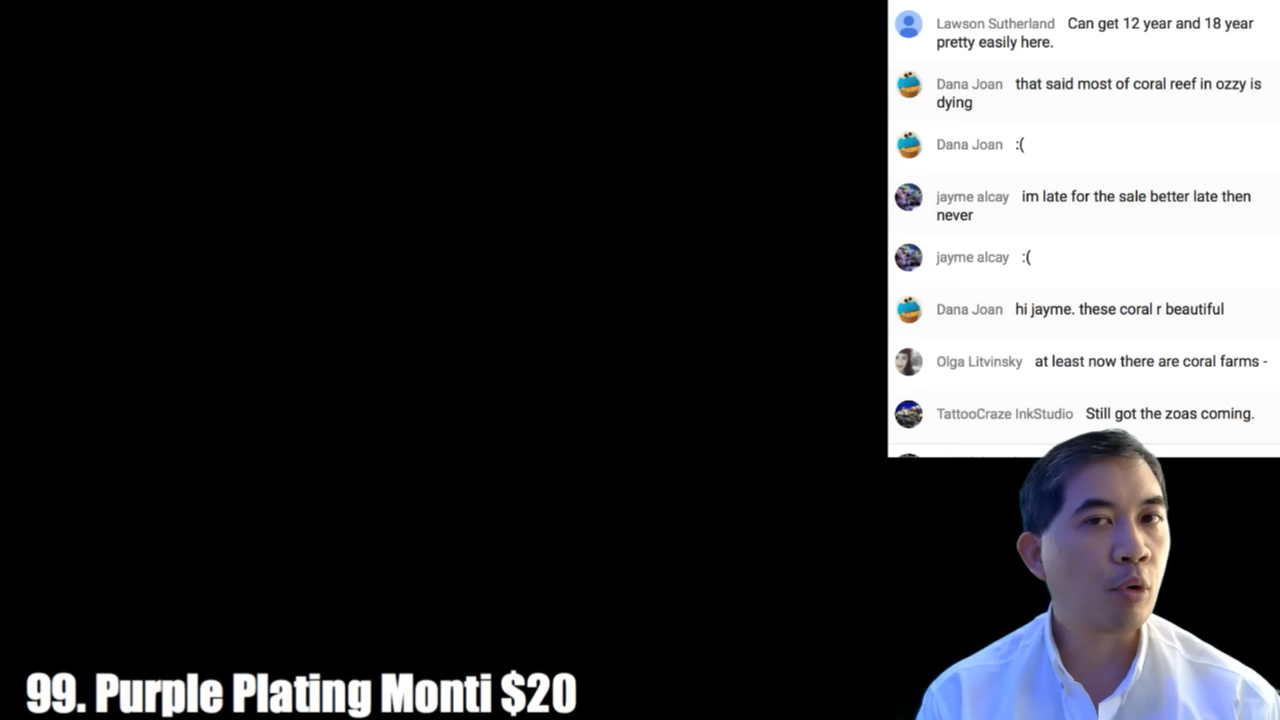 Lawson Sutherland Can get 12 year and 18 year
pretty easily here.
Dana Joan that said most of coral reef in ozzy is
dying
Dana Joan :(
jayme alcay im late for the sale better late then
never
jayme alcay :(
Dana Joan hi jayme. these coral r beautiful
Olga Litvinsky at least now there are coral farms -
TattooCraze InkStudio Still got the zoas coming.
99. Purple Plating Monti $20